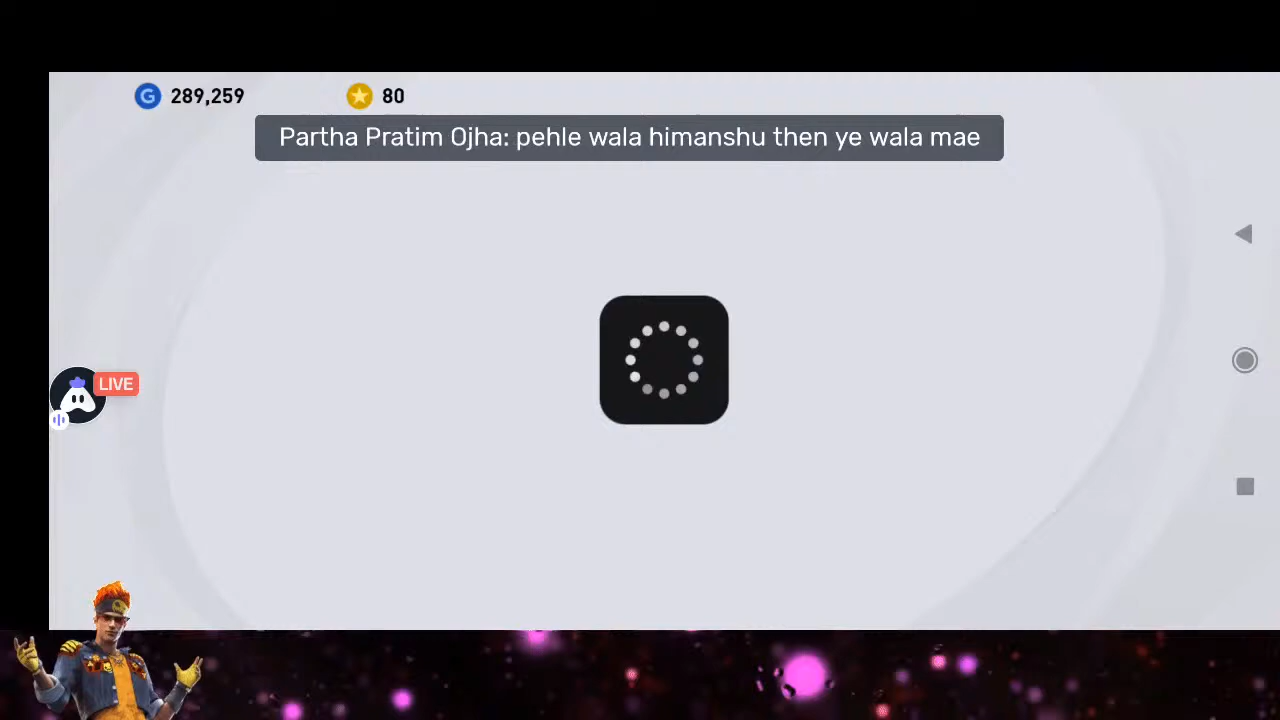 G 289,259 80
Partha Pratim Ojha: pehle wala himanshu then ye wala mae
LIVE